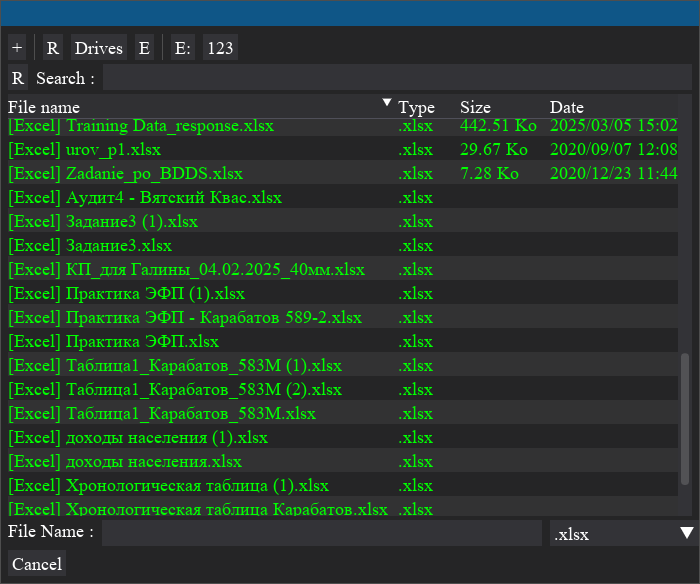 + R Drives E E: 123
R Search :
File name Type Size Date
[Excel] Training Data_response.xlsx .xlsx 442.51 Ko 2025/03/05 15:02
[Excel] urov_p1.xlsx .xlsx 29.67 Ko 2020/09/07 12:08
[Excel] Zadanie_po_BDDS.xlsx .xlsx 7.28 Ko 2020/12/23 11:44
[Excel] Аудит4 - Вятский Квас.xlsx .xlsx
[Excel] Задание3 (1).xlsx .xlsx
[Excel] Задание3.xlsx .xlsx
[Excel] КП_для Галины_04.02.2025_40мм.xlsx .xlsx
[Excel] Практика ЭФП (1).xlsx .xlsx
[Excel] Практика ЭФП - Карабатов 589-2.xlsx .xlsx
[Excel] Практика ЭФП.xlsx .xlsx
[Excel] Таблица1_Карабатов_583М (1).xlsx .xlsx
[Excel] Таблица1_Карабатов_583М (2).xlsx .xlsx
[Excel] Таблица1_Карабатов_583М.xlsx .xlsx
[Excel] доходы населения (1).xlsx .xlsx
[Excel] доходы населения.xlsx .xlsx
[Excel] Хронологическая таблица (1).xlsx .xlsx
[Excel] Хронологическая таблица Карабатов.xlsx .xlsx
File Name : .xlsx
Cancel